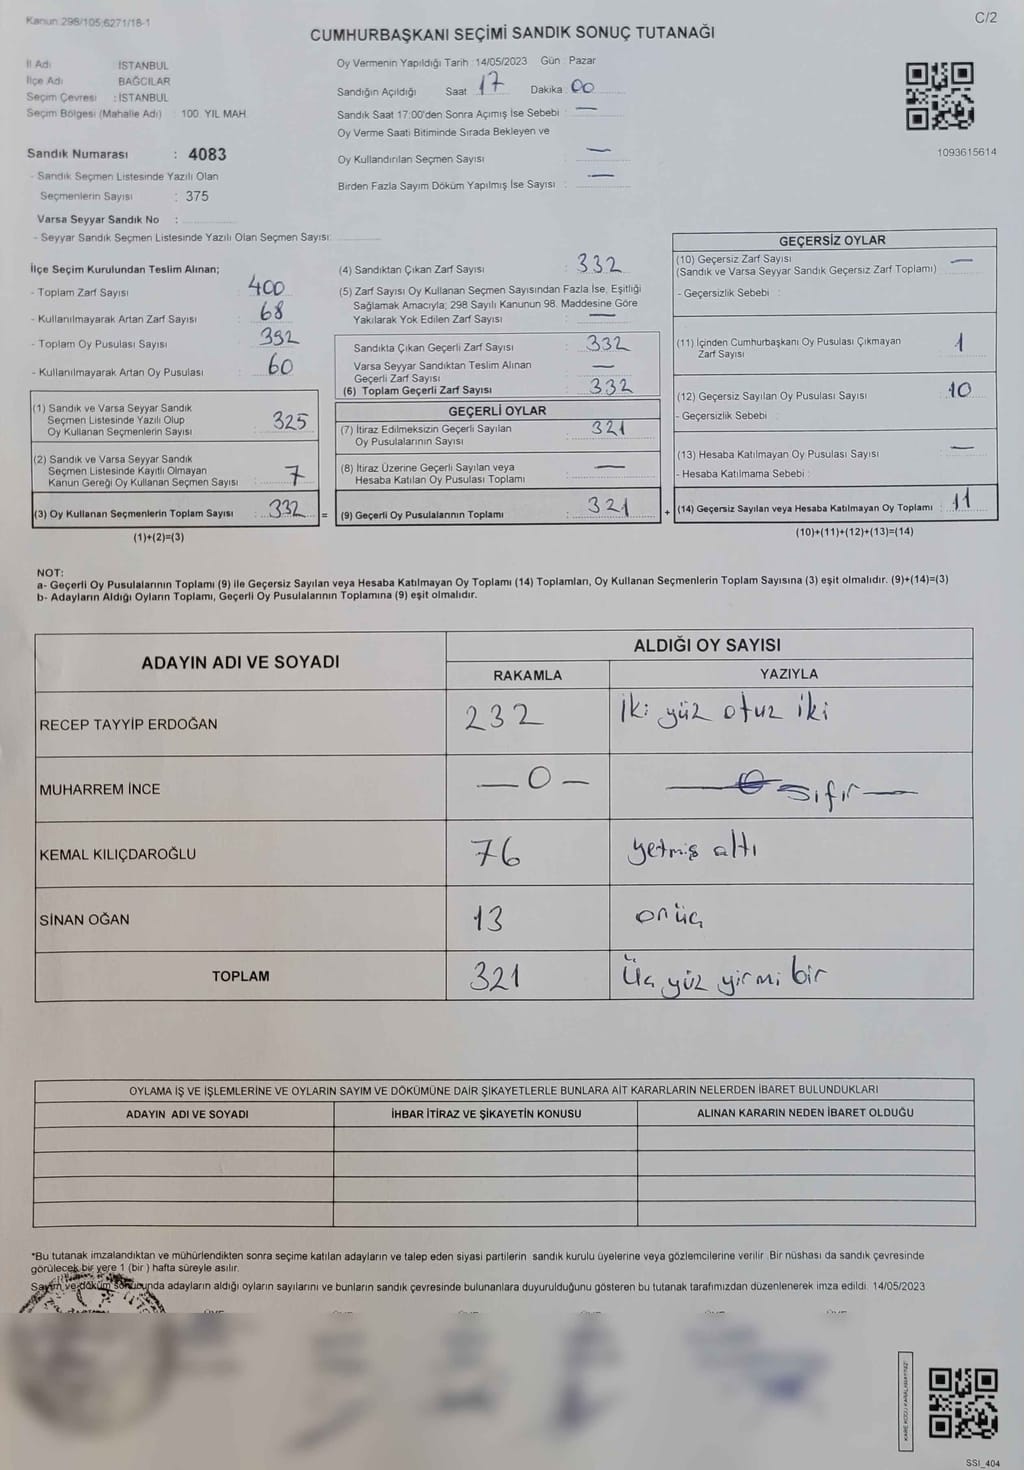 Kanun 298/105;6271/18-1
C/2
CUMHURBAŞKANI SEÇİMİ SANDIK SONUÇ TUTANAĞI
İl Adı : İSTANBUL
İlçe Adı : BAĞCILAR
Seçim Çevresi : İSTANBUL
Seçim Bölgesi (Mahalle Adı) : 100. YIL MAH.
Sandık Numarası : 4083
- Sandık Seçmen Listesinde Yazılı Olan
Seçmenlerin Sayısı : 375
Varsa Seyyar Sandık No :
- Seyyar Sandık Seçmen Listesinde Yazılı Olan Seçmen Sayısı:
Oy Vermenin Yapıldığı Tarih : 14/05/2023 Gün : Pazar
Sandığın Açıldığı Saat : 17 Dakika : 00
Sandık Saat 17:00'den Sonra Açımış İse Sebebi : —
Oy Verme Saati Bitiminde Sırada Bekleyen ve
Oy Kullandırılan Seçmen Sayısı : —
Birden Fazla Sayım Döküm Yapılmış İse Sayısı : —
1093615614
İlçe Seçim Kurulundan Teslim Alınan;
- Toplam Zarf Sayısı : 400
- Kullanılmayarak Artan Zarf Sayısı : 68
- Toplam Oy Pusulası Sayısı : 392
- Kullanılmayarak Artan Oy Pusulası : 60
(1) Sandık ve Varsa Seyyar Sandık
Seçmen Listesinde Yazılı Olup
Oy Kullanan Seçmenlerin Sayısı : 325
(2) Sandık ve Varsa Seyyar Sandık
Seçmen Listesinde Kayıtlı Olmayan
Kanun Gereği Oy Kullanan Seçmen Sayısı : 7
(3) Oy Kullanan Seçmenlerin Toplam Sayısı : 332 =
(1)+(2)=(3)
(4) Sandıktan Çıkan Zarf Sayısı : 332
(5) Zarf Sayısı Oy Kullanan Seçmen Sayısından Fazla İse, Eşitliği
Sağlamak Amacıyla; 298 Sayılı Kanunun 98. Maddesine Göre
Yakılarak Yok Edilen Zarf Sayısı : —
Sandıkta Çıkan Geçerli Zarf Sayısı : 332
Varsa Seyyar Sandıktan Teslim Alınan
Geçerli Zarf Sayısı : —
(6) Toplam Geçerli Zarf Sayısı : 332
GEÇERLİ OYLAR
(7) İtiraz Edilmeksizin Geçerli Sayılan
Oy Pusulalarının Sayısı : 321
(8) İtiraz Üzerine Geçerli Sayılan veya
Hesaba Katılan Oy Pusulası Toplamı : —
(9) Geçerli Oy Pusulalarının Toplamı : 321 +
GEÇERSİZ OYLAR
(10) Geçersiz Zarf Sayısı : —
(Sandık ve Varsa Seyyar Sandık Geçersiz Zarf Toplamı)
- Geçersizlik Sebebi :
(11) İçinden Cumhurbaşkanı Oy Pusulası Çıkmayan
Zarf Sayısı : 1
(12) Geçersiz Sayılan Oy Pusulası Sayısı : 10
- Geçersizlik Sebebi :
(13) Hesaba Katılmayan Oy Pusulası Sayısı : —
- Hesaba Katılmama Sebebi :
(14) Geçersiz Sayılan veya Hesaba Katılmayan Oy Toplamı : 11
(10)+(11)+(12)+(13)=(14)
NOT:
a- Geçerli Oy Pusulalarının Toplamı (9) ile Geçersiz Sayılan veya Hesaba Katılmayan Oy Toplamı (14) Toplamları, Oy Kullanan Seçmenlerin Toplam Sayısına (3) eşit olmalıdır. (9)+(14)=(3)
b- Adayların Aldığı Oyların Toplamı, Geçerli Oy Pusulalarının Toplamına (9) eşit olmalıdır.
ADAYIN ADI VE SOYADI
ALDIĞI OY SAYISI
RAKAMLA YAZIYLA
RECEP TAYYİP ERDOĞAN 232 İki yüz otuz iki
MUHARREM İNCE — 0 — — sıfır —
KEMAL KILIÇDAROĞLU 76 yetmiş altı
SİNAN OĞAN 13 onüç
TOPLAM 321 Üç yüz yirmi bir
OYLAMA İŞ VE İŞLEMLERİNE VE OYLARIN SAYIM VE DÖKÜMÜNE DAİR ŞİKAYETLERLE BUNLARA AİT KARARLARIN NELERDEN İBARET BULUNDUKLARI
ADAYIN ADI VE SOYADI İHBAR İTİRAZ VE ŞİKAYETİN KONUSU ALINAN KARARIN NEDEN İBARET OLDUĞU
*Bu tutanak imzalandıktan ve mühürlendikten sonra seçime katılan adayların ve talep eden siyasi partilerin sandık kurulu üyelerine veya gözlemcilerine verilir. Bir nüshası da sandık çevresinde
görülecek bir yere 1 (bir ) hafta süreyle asılır.
Sayım ve döküm sonucunda adayların aldığı oyların sayılarını ve bunların sandık çevresinde bulunanlara duyurulduğunu gösteren bu tutanak tarafımızdan düzenlenerek imza edildi. 14/05/2023
SSI_404